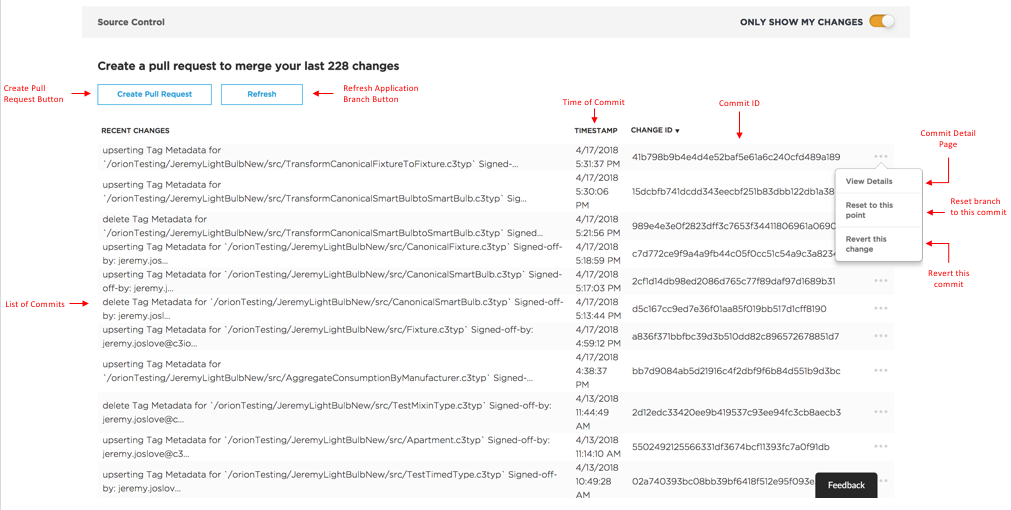 Source Control
ONLY SHOW MY CHANGES
Create a pull request to merge your last 228 changes
Create Pull
Request Button
Create Pull Request
Refresh
Refresh Application
Branch Button
Time of Commit
Commit ID
RECENT CHANGES
TIMESTAMP
CHANGE ID ▼
upserting Tag Metadata for
`/orionTesting/JeremyLightBulbNew/src/TransformCanonicalFixtureToFixture.c3typ` Signed-...
4/17/2018
5:31:37 PM
41b798b9b4e4d4e52baf5e61a6c240cfd489a189
upserting Tag Metadata for
`/orionTesting/JeremyLightBulbNew/src/TransformCanonicalSmartBulbtoSmartBulb.c3typ` Sig...
4/17/2018
5:30:06
PM
15dcbfb741dcdd343eecbf251b83dbb122db1a38
delete Tag Metadata for
`/orionTesting/JeremyLightBulbNew/src/TransformCanonicalSmartBulbtoSmartBulb.c3typ` Signed...
4/17/2018
5:21:56 PM
989e4e3e0f2823dff3c7653f34411806961a0690
upserting Tag Metadata for `/orionTesting/JeremyLightBulbNew/src/CanonicalFixture.c3typ` Signed-off-
by: jeremy.jos...
4/17/2018
5:18:59 PM
c7d772ce9f9a4a9fb44c05f0cc51c54a9c3a823
upserting Tag Metadata for `/orionTesting/JeremyLightBulbNew/src/CanonicalSmartBulb.c3typ` Signed-
off-by: jeremy.j...
4/17/2018
5:17:03 PM
2cf1d14db98ed2086d765c77f89daf97d1689b31
List of Commits
delete Tag Metadata for `/orionTesting/JeremyLightBulbNew/src/CanonicalSmartBulb.c3typ` Signed-off-
by: jeremy.josl...
4/17/2018
5:13:44 PM
d5c167cc9ed7e36f01aa85f019bb517d1cff8190
upserting Tag Metadata for `/orionTesting/JeremyLightBulbNew/src/Fixture.c3typ` Signed-off-by:
jeremy.joslove@c3io...
4/17/2018
4:59:12 PM
a836f371bbfbc39d3b510dd82c896572678851d7
upserting Tag Metadata for
`/orionTesting/JeremyLightBulbNew/src/AggregateConsumptionByManufacturer.c3typ` Signed-...
4/17/2018
4:38:37
PM
bb7d9084ab5d21916c4f2dbf9f6b84d551b9d3bc
delete Tag Metadata for `/orionTesting/JeremyLightBulbNew/src/TestMixinType.c3typ` Signed-off-by:
jeremy.joslove@c...
4/13/2018
11:44:49
AM
2d12edc33420ee9b419537c93ee94fc3cb8aecb3
upserting Tag Metadata for `/orionTesting/JeremyLightBulbNew/src/Apartment.c3typ` Signed-off-by:
jeremy.joslove@c3...
4/13/2018
11:14:10 AM
5502492125566331df3674bcf11393fc7a0f91db
upserting Tag Metadata for `/orionTesting/JeremyLightBulbNew/src/TestTimedType.c3typ` Signed-off-
by: jeremy.joslov...
4/13/2018
10:49:28
AM
02a740393bc08bb39bf6418f512e95f093e
View Details
Reset to this
point
Revert this
change
Commit Detail
Page
Reset branch
to this commit
Revert this
commit
Feedback